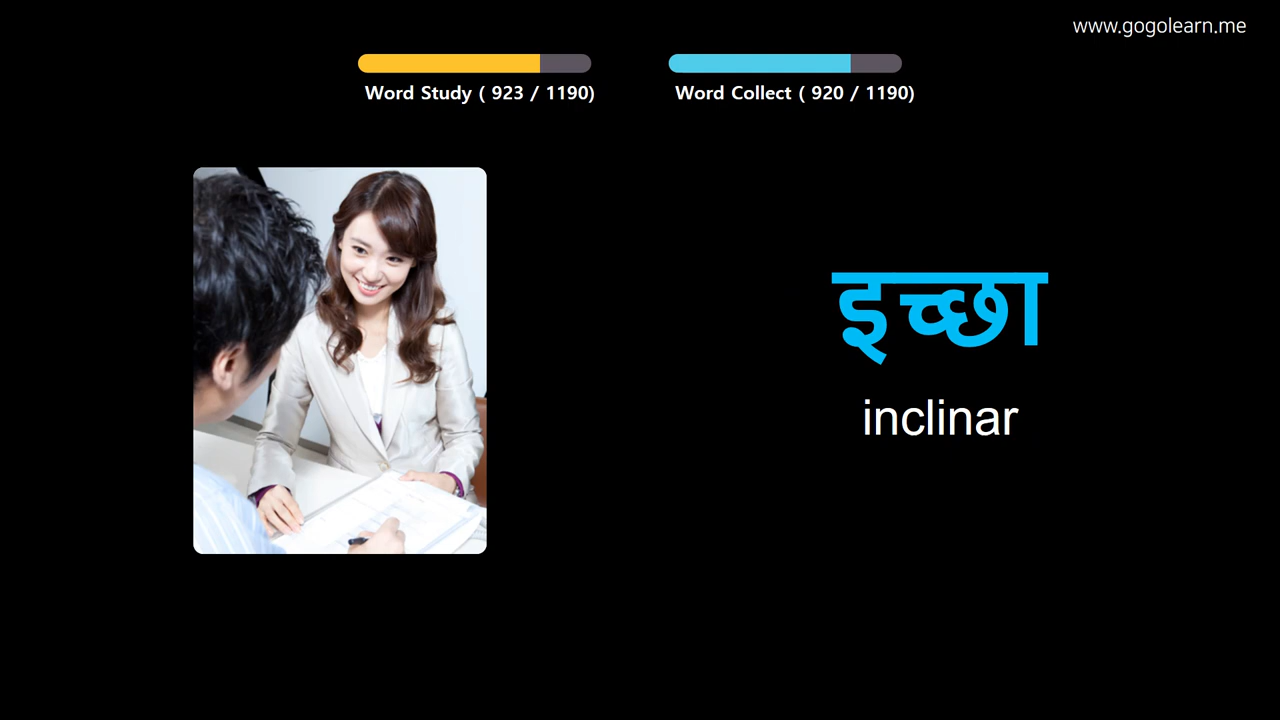 www.gogolearn.me
Word Study ( 923 / 1190)
Word Collect ( 920 / 1190)
इच्छा
inclinar